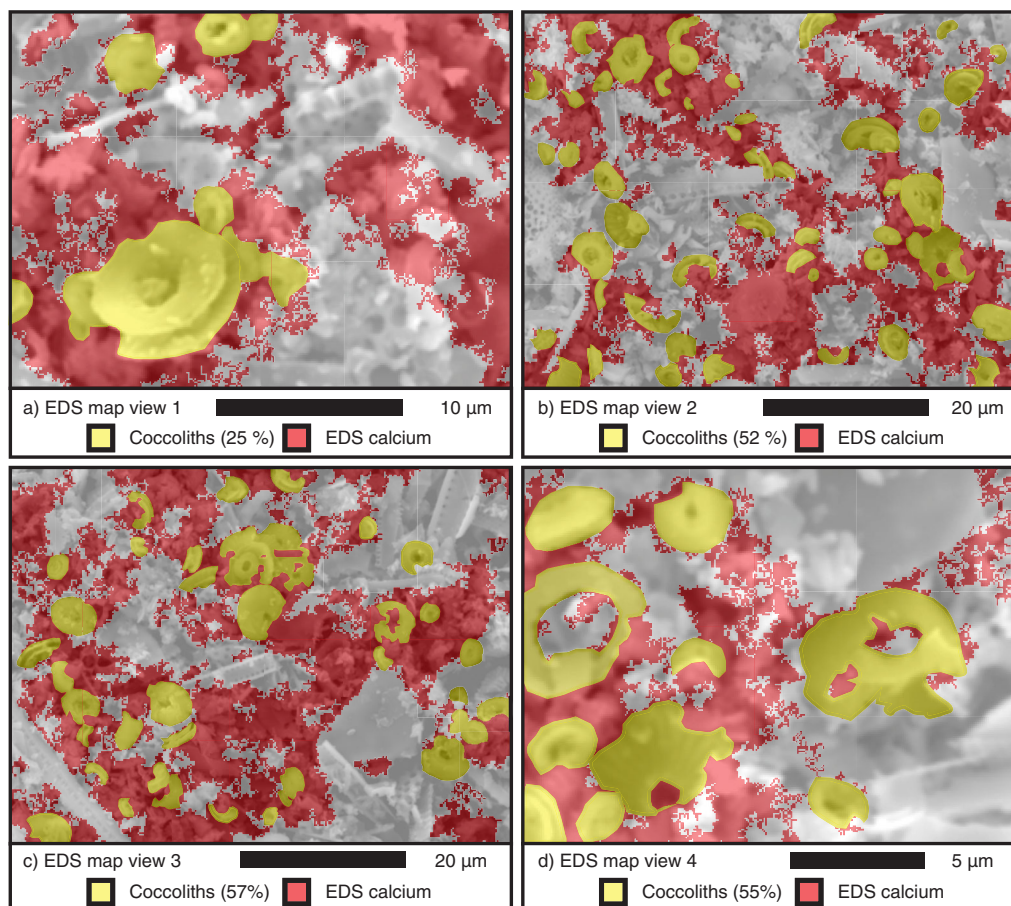 a) EDS map view 1 10 µm
Coccoliths (25 %) EDS calcium
b) EDS map view 2 20 µm
Coccoliths (52 %) EDS calcium
c) EDS map view 3 20 µm
Coccoliths (57%) EDS calcium
d) EDS map view 4 5 µm
Coccoliths (55%) EDS calcium